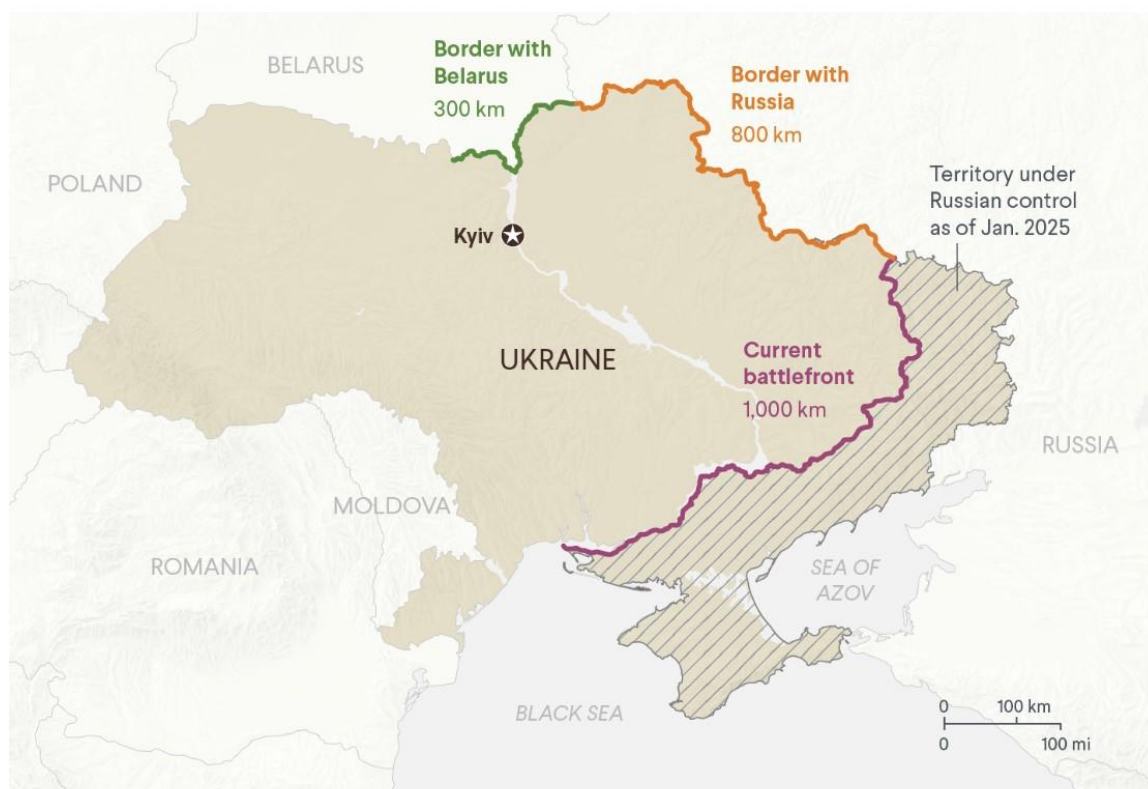 BELARUS
Border with
Belarus
300 km
Border with
Russia
800 km
POLAND
Territory under
Russian control
as of Jan. 2025
Kyiv
UKRAINE
Current
battlefront
1,000 km
RUSSIA
MOLDOVA
ROMANIA
SEA OF
AZOV
BLACK SEA
0 100 km
0 100 mi